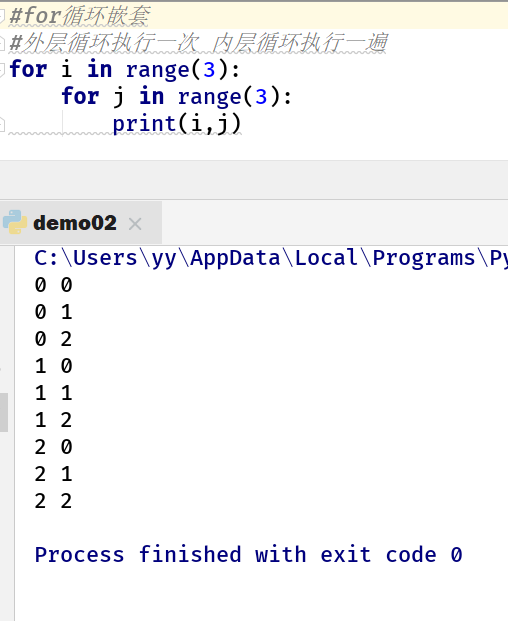 #for循环嵌套
#外层循环执行一次 内层循环执行一遍
for i in range(3):
    for j in range(3):
        print(i,j)
demo02
C:\Users\yy\AppData\Local\Programs\Py
0 0
0 1
0 2
1 0
1 1
1 2
2 0
2 1
2 2
Process finished with exit code 0